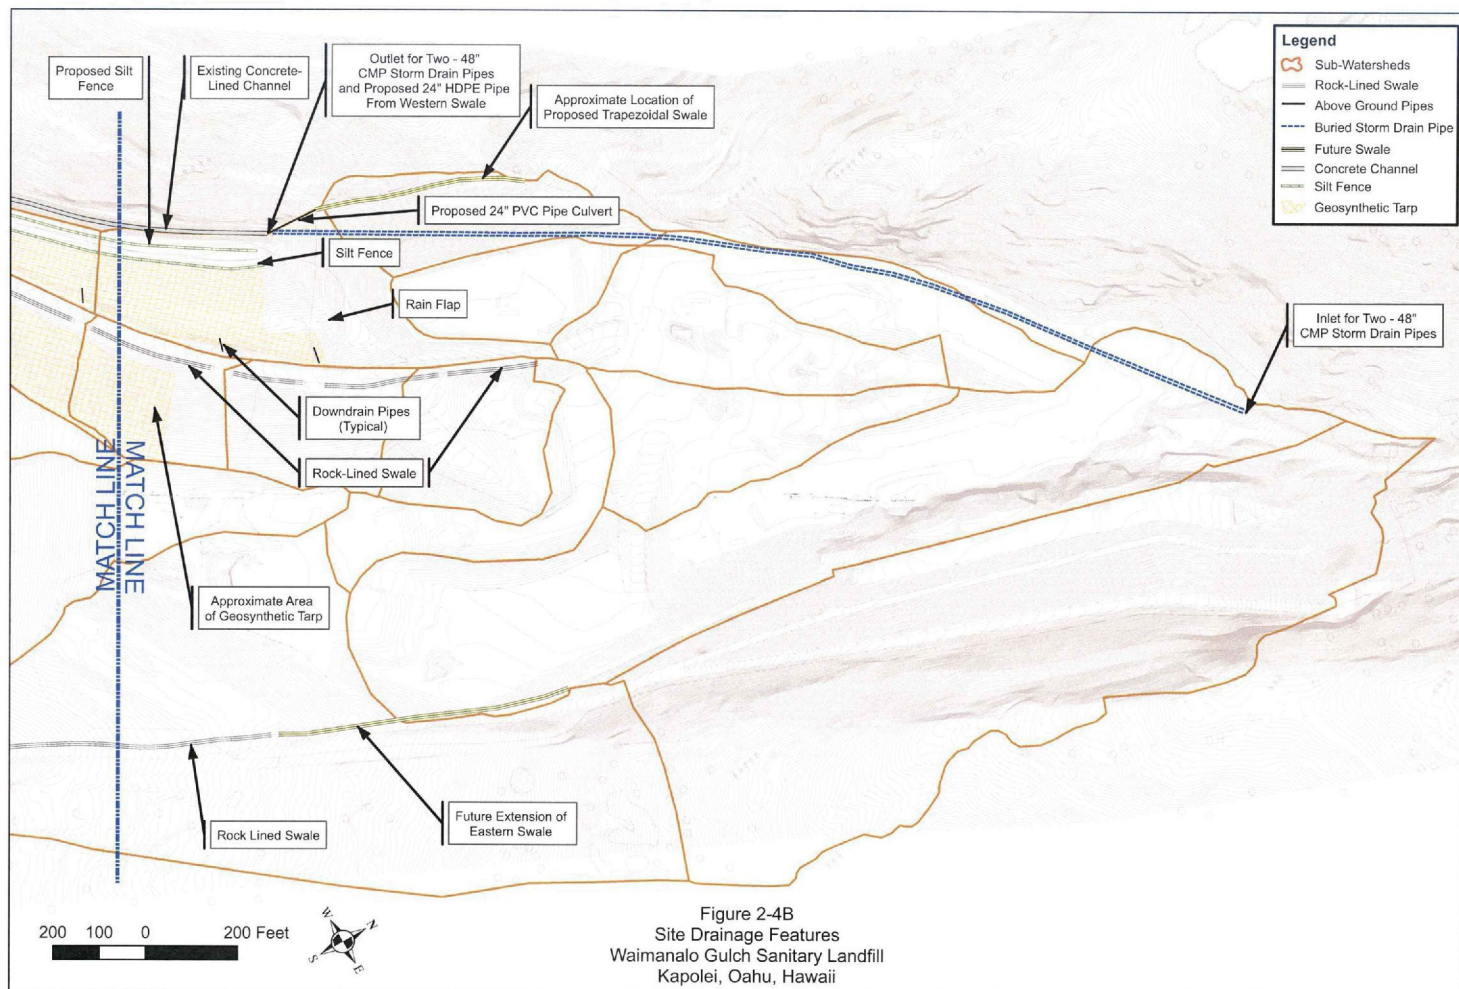 Proposed Silt
Fence
Existing Concrete-
Lined Channel
Outlet for Two - 48"
CMP Storm Drain Pipes
and Proposed 24" HDPE Pipe
From Western Swale
Approximate Location of
Proposed Trapezoidal Swale
Legend
Sub-Watersheds
Rock-Lined Swale
Above Ground Pipes
Buried Storm Drain Pipe
Future Swale
Concrete Channel
Silt Fence
Geosynthetic Tarp
Proposed 24" PVC Pipe Culvert
Silt Fence
Rain Flap
Inlet for Two - 48"
CMP Storm Drain Pipes
Downdrain Pipes
(Typical)
Rock-Lined Swale
MATCH LINE
MATCH LINE
Approximate Area
of Geosynthetic Tarp
Rock Lined Swale
Future Extension of
Eastern Swale
200 100 0 200 Feet
W N
S E
Figure 2-4B
Site Drainage Features
Waimanalo Gulch Sanitary Landfill
Kapolei, Oahu, Hawaii